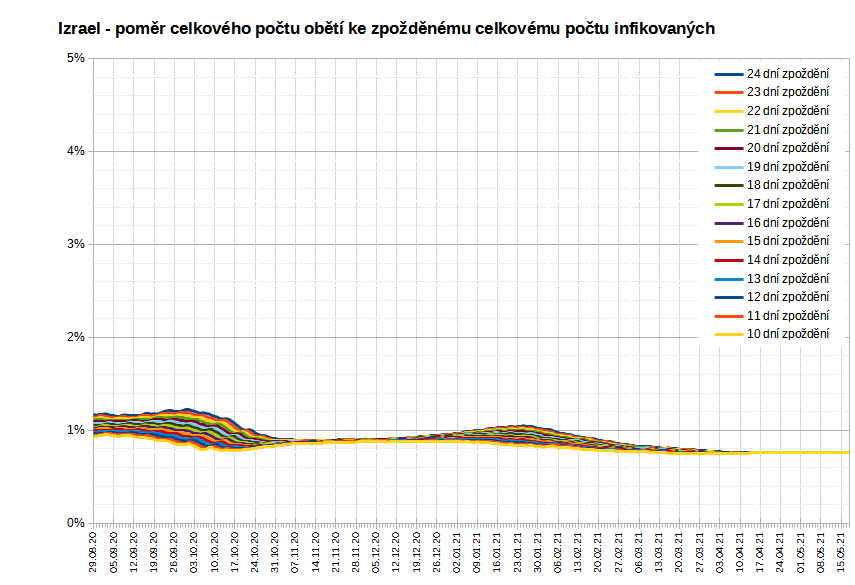 Izrael - poměr celkového počtu obětí ke zpožděnému celkovému počtu infikovaných
5%
4%
3%
2%
1%
0%
24 dní zpoždění
23 dní zpoždění
22 dní zpoždění
21 dní zpoždění
20 dní zpoždění
19 dní zpoždění
18 dní zpoždění
17 dní zpoždění
16 dní zpoždění
15 dní zpoždění
14 dní zpoždění
13 dní zpoždění
12 dní zpoždění
11 dní zpoždění
10 dní zpoždění
29.08.20
05.09.20
12.09.20
19.09.20
26.09.20
03.10.20
10.10.20
17.10.20
24.10.20
31.10.20
07.11.20
14.11.20
21.11.20
28.11.20
05.12.20
12.12.20
19.12.20
26.12.20
02.01.21
09.01.21
16.01.21
23.01.21
30.01.21
06.02.21
13.02.21
20.02.21
27.02.21
06.03.21
13.03.21
20.03.21
27.03.21
03.04.21
10.04.21
17.04.21
24.04.21
01.05.21
08.05.21
15.05.21